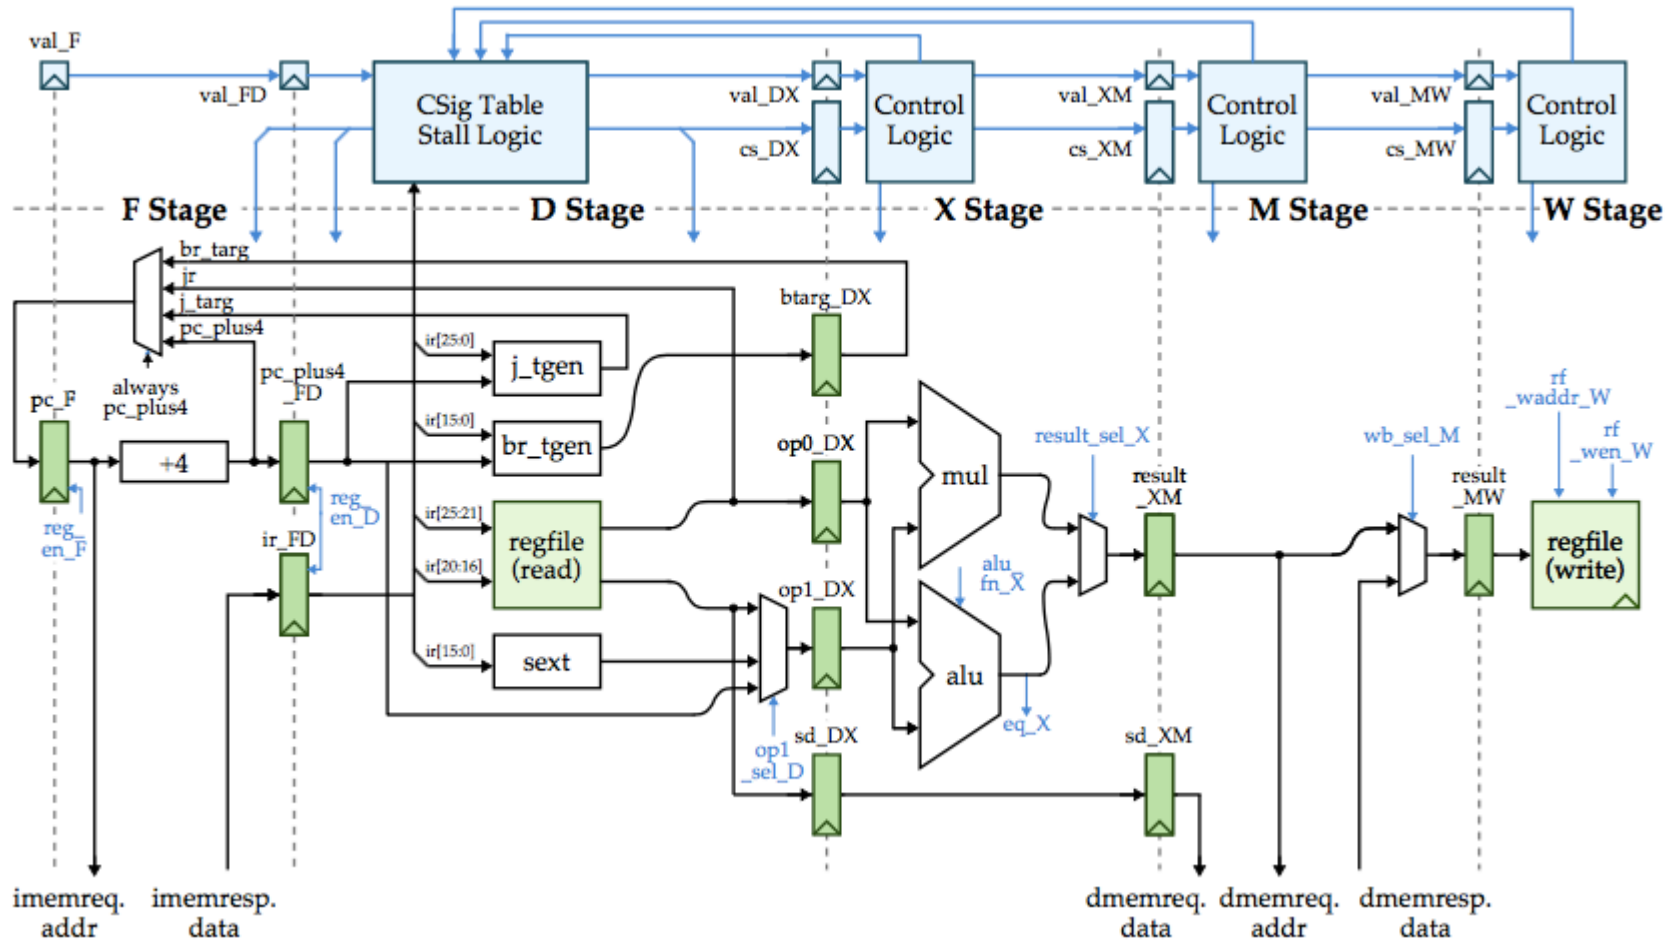 val_F
val_FD
CSig Table
Stall Logic
val_DX
cs_DX
Control
Logic
val_XM
cs_XM
Control
Logic
val_MW
cs_MW
Control
Logic
F Stage
D Stage
X Stage
M Stage
W Stage
br_targ
jr
j_targ
pc_plus4
always
pc_plus4
pc_F
+4
reg_
en_F
pc_plus4
_FD
reg_
en_D
ir_FD
ir[25:0]
j_tgen
ir[15:0]
br_tgen
ir[25:21]
ir[20:16]
regfile
(read)
ir[15:0]
sext
op1
_sel_D
btarg_DX
op0_DX
op1_DX
sd_DX
mul
alu
_fn_X
alu
eq_X
result_sel_X
result
_XM
sd_XM
wb_sel_M
result
_MW
rf
_waddr_W
rf
_wen_W
regfile
(write)
imemreq.
addr
imemresp.
data
dmemreq.
data
dmemreq.
addr
dmemresp.
data